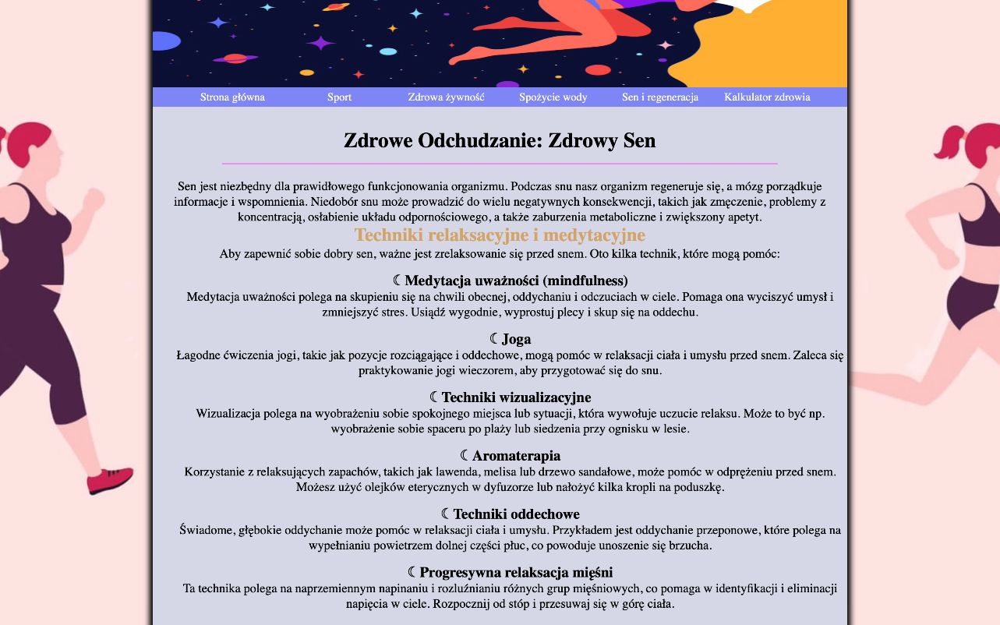 Strona główna Sport Zdrowa żywność Spożycie wody Sen i regeneracja Kalkulator zdrowia
Zdrowe Odchudzanie: Zdrowy Sen
Sen jest niezbędny dla prawidłowego funkcjonowania organizmu. Podczas snu nasz organizm regeneruje się, a mózg porządkuje
informacje i wspomnienia. Niedobór snu może prowadzić do wielu negatywnych konsekwencji, takich jak zmęczenie, problemy z
koncentracją, osłabienie układu odpornościowego, a także zaburzenia metaboliczne i zwiększony apetyt.
Techniki relaksacyjne i medytacyjne
Aby zapewnić sobie dobry sen, ważne jest zrelaksowanie się przed snem. Oto kilka technik, które mogą pomóc:
☾ Medytacja uważności (mindfulness)
Medytacja uważności polega na skupieniu się na chwili obecnej, oddychaniu i odczuciach w ciele. Pomaga ona wyciszyć umysł i
zmniejszyć stres. Usiądź wygodnie, wyprostuj plecy i skup się na oddechu.
☾ Joga
Łagodne ćwiczenia jogi, takie jak pozycje rozciągające i oddechowe, mogą pomóc w relaksacji ciała i umysłu przed snem. Zaleca się
praktykowanie jogi wieczorem, aby przygotować się do snu.
☾ Techniki wizualizacyjne
Wizualizacja polega na wyobrażeniu sobie spokojnego miejsca lub sytuacji, która wywołuje uczucie relaksu. Może to być np.
wyobrażenie sobie spaceru po plaży lub siedzenia przy ognisku w lesie.
☾ Aromaterapia
Korzystanie z relaksujących zapachów, takich jak lawenda, melisa lub drzewo sandałowe, może pomóc w odprężeniu przed snem.
Możesz użyć olejków eterycznych w dyfuzorze lub nałożyć kilka kropli na poduszkę.
☾ Techniki oddechowe
Świadome, głębokie oddychanie może pomóc w relaksacji ciała i umysłu. Przykładem jest oddychanie przeponowe, które polega na
wypełnianiu powietrzem dolnej części płuc, co powoduje unoszenie się brzucha.
☾ Progresywna relaksacja mięśni
Ta technika polega na naprzemiennym napinaniu i rozluźnianiu różnych grup mięśniowych, co pomaga w identyfikacji i eliminacji
napięcia w ciele. Rozpocznij od stóp i przesuwaj się w górę ciała.